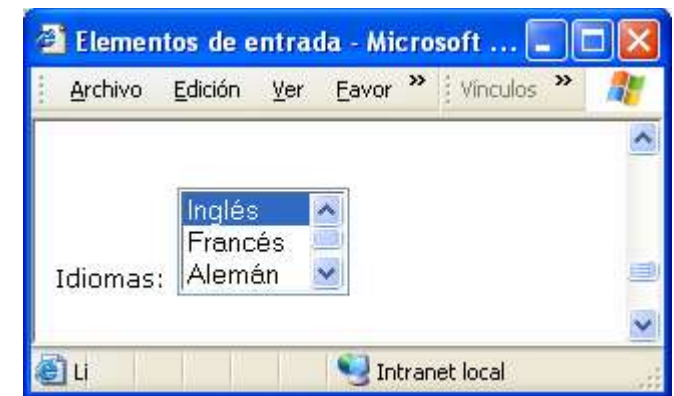 Elementos de entrada - Microsoft ...
Archivo Edición Ver Favor » Vínculos »
Inglés
Francés
Idiomas: Alemán
Li Intranet local